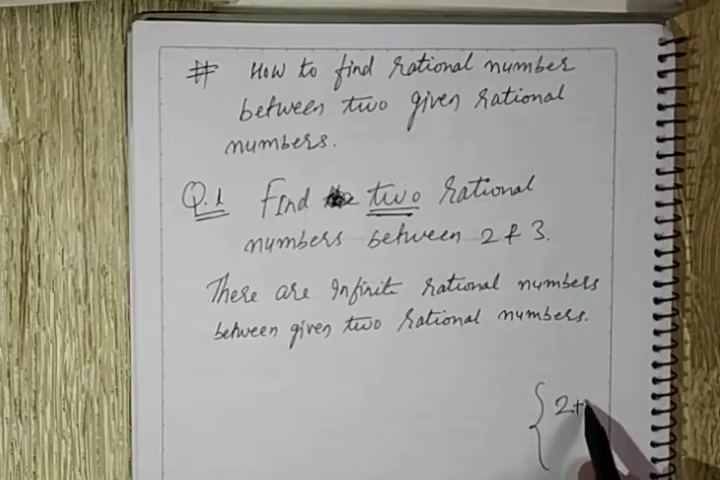 # How to find rational number
between two given rational
numbers.
Q.1 Find two rational
numbers between 2 & 3.
There are Infinite rational numbers
between given two rational numbers.
{ 2+